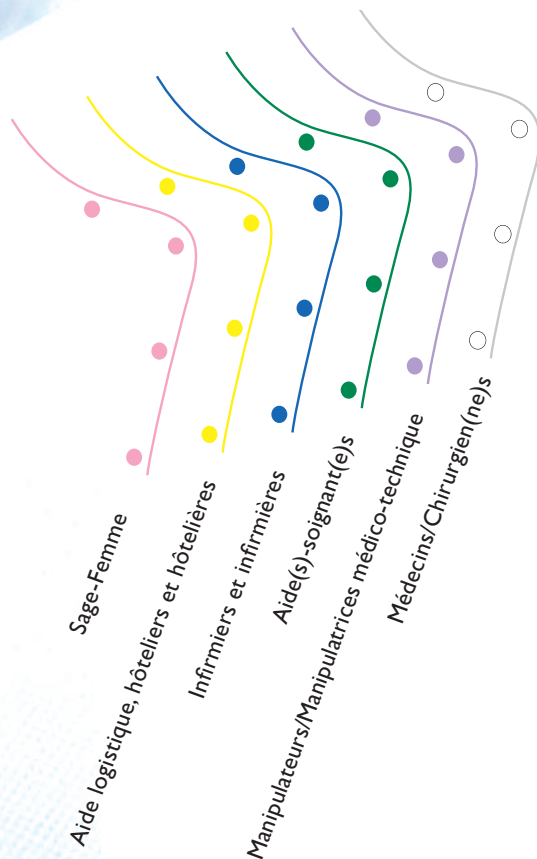 Sage-Femme
Aide logistique, hôteliers et hôtelières
Infirmiers et infirmières
Aide(s)-soignant(e)s
Manipulateurs/Manipulatrices médico-technique
Médecins/Chirurgien(ne)s